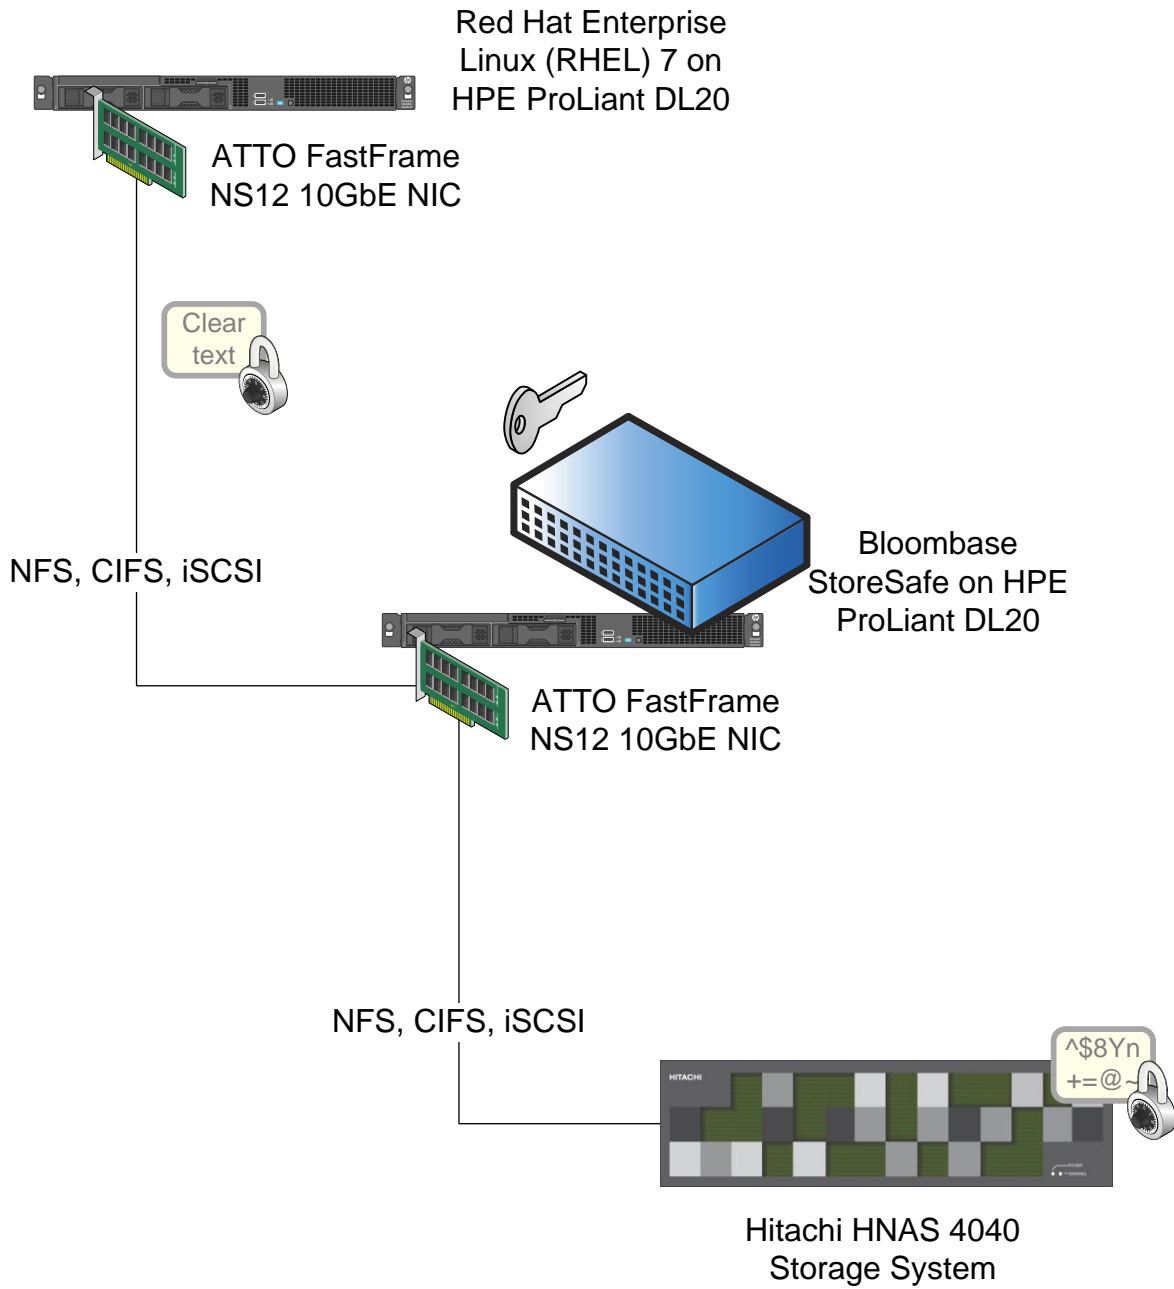 Red Hat Enterprise
Linux (RHEL) 7 on
HPE ProLiant DL20
ATTO FastFrame
NS12 10GbE NIC
Clear
text
NFS, CIFS, iSCSI
Bloombase
StoreSafe on HPE
ProLiant DL20
ATTO FastFrame
NS12 10GbE NIC
NFS, CIFS, iSCSI
^$8Yn
+=@~
HITACHI
POWER
WARNING
Hitachi HNAS 4040
Storage System